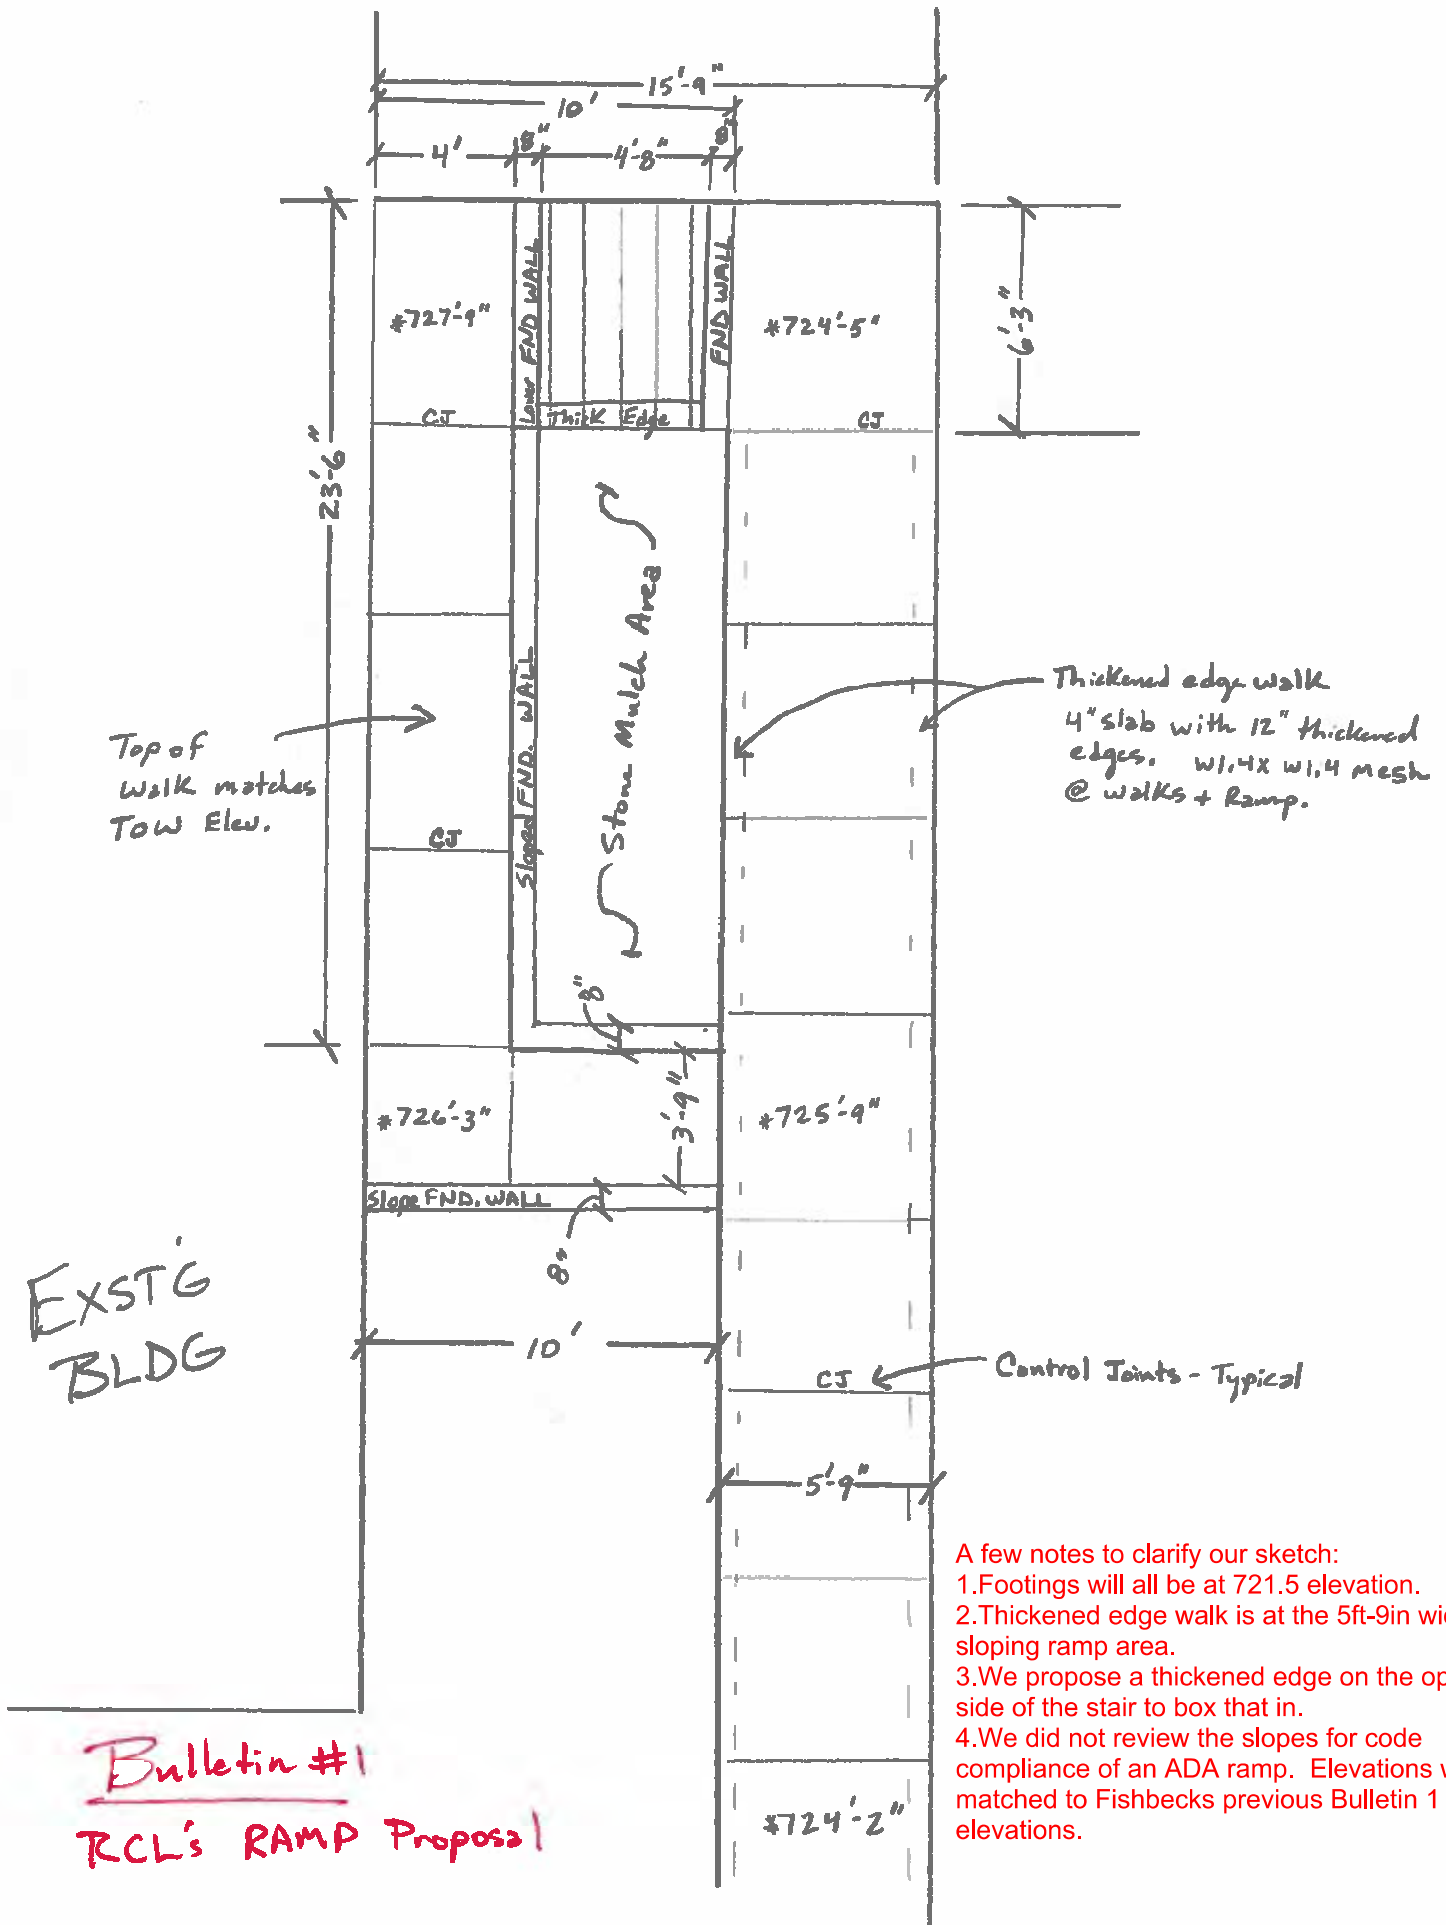 15'-9"
10'
4'
8"
4'-8"
8"
23'-6"
#727'-9"
Lower FND WALL
FND WALL
#724'-5"
6'-3"
CJ
Thick Edge
CJ
Stone Mulch Area
Sloped FND. WALL
Top of
Walk matches
TOW Elev.
CJ
Thickened edge walk
4" slab with 12" thickened
edges. W1.4x W1.4 mesh
@ walks + Ramp.
8"
#726'-3"
3'-9"
#725'-9"
Slope FND. WALL
8"
EXST'G
BLDG
10'
CJ
Control Joints - Typical
5'-9"
A few notes to clarify our sketch:
1.Footings will all be at 721.5 elevation.
2.Thickened edge walk is at the 5ft-9in
sloping ramp area.
3.We propose a thickened edge on the
side of the stair to box that in.
4.We did not review the slopes for code
compliance of an ADA ramp. Elevations
matched to Fishbecks previous Bulletin 1
elevations.
Bulletin #1
RCL's RAMP Proposal
#724'-2"